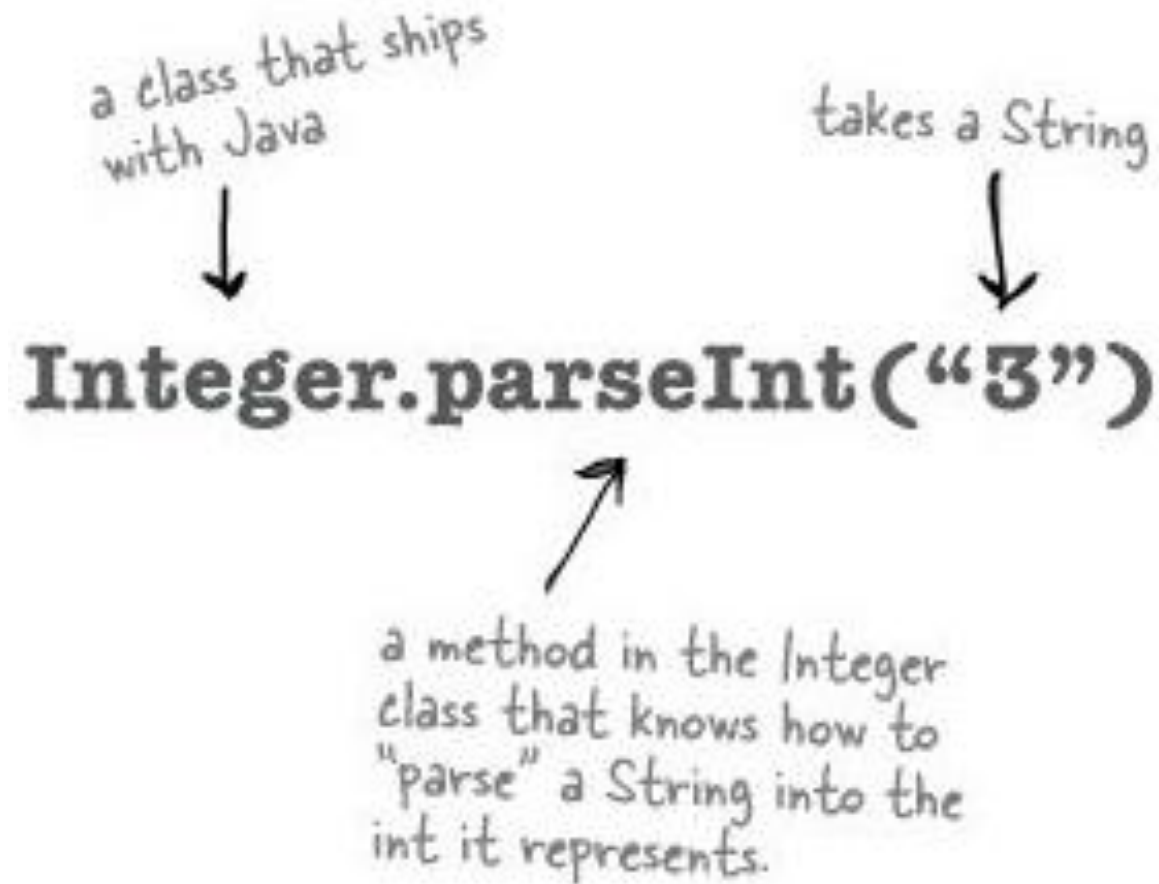 a class that ships
with Java
takes a String
Integer.parseInt(“3”)
a method in the Integer
class that knows how to
“parse” a String into the
int it represents.